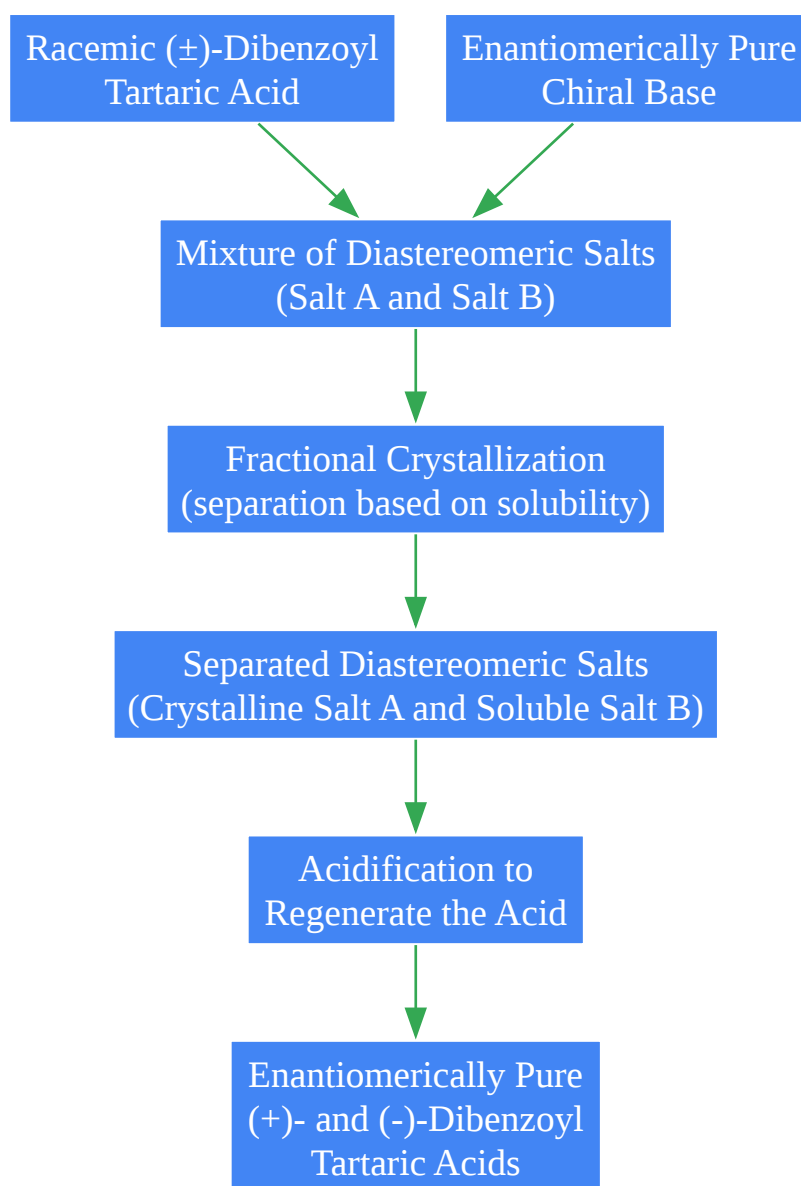 Racemic (±)-Dibenzoyl
Tartaric Acid
Enantiomerically Pure
Chiral Base
Mixture of Diastereomeric Salts
(Salt A and Salt B)
Fractional Crystallization
(separation based on solubility)
Separated Diastereomeric Salts
(Crystalline Salt A and Soluble Salt B)
Acidification to
Regenerate the Acid
Enantiomerically Pure
(+)- and (-)-Dibenzoyl
Tartaric Acids